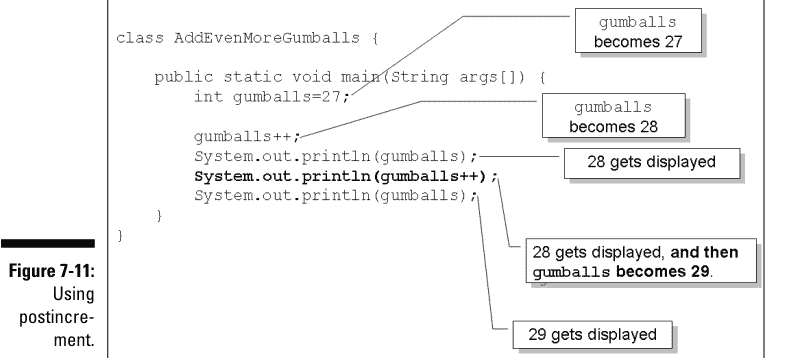 class AddEvenMoreGumballs {
public static void main(String args[]) {
int gumballs=27;
gumballs++;
System.out.println(gumballs);
System.out.println(gumballs++);
System.out.println(gumballs);
}
}
gumballs
becomes 27
gumballs
becomes 28
28 gets displayed
28 gets displayed, and then
gumballs becomes 29.
29 gets displayed
Figure 7-11:
Using
postincre-
ment.